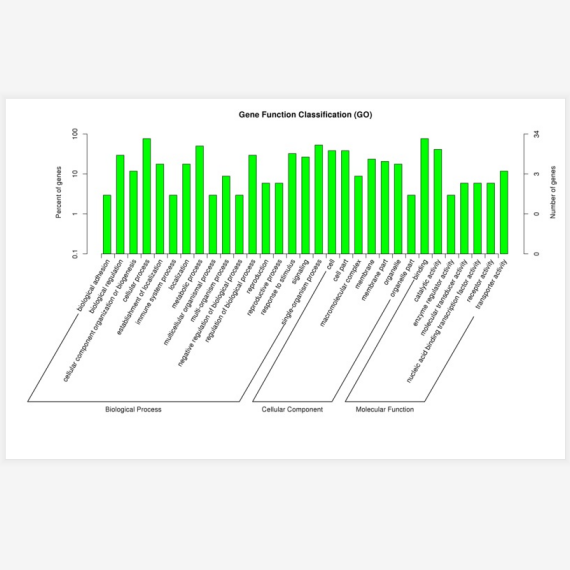 Gene Function Classification (GO)
Percent of genes
100
10
1
0.1
34
3
0
0
Number of genes
biological adhesion
biological regulation
cellular component organization or biogenesis
cellular process
establishment of localization
immune system process
localization
metabolic process
multicellular organismal process
multi-organism process
negative regulation of biological process
regulation of biological process
reproduction
reproductive process
response to stimulus
signaling
single-organism process
cell
cell part
macromolecular complex
membrane
membrane part
organelle
organelle part
binding
catalytic activity
enzyme regulator activity
molecular transducer activity
nucleic acid binding transcription factor activity
receptor activity
transporter activity
Biological Process
Cellular Component
Molecular Function